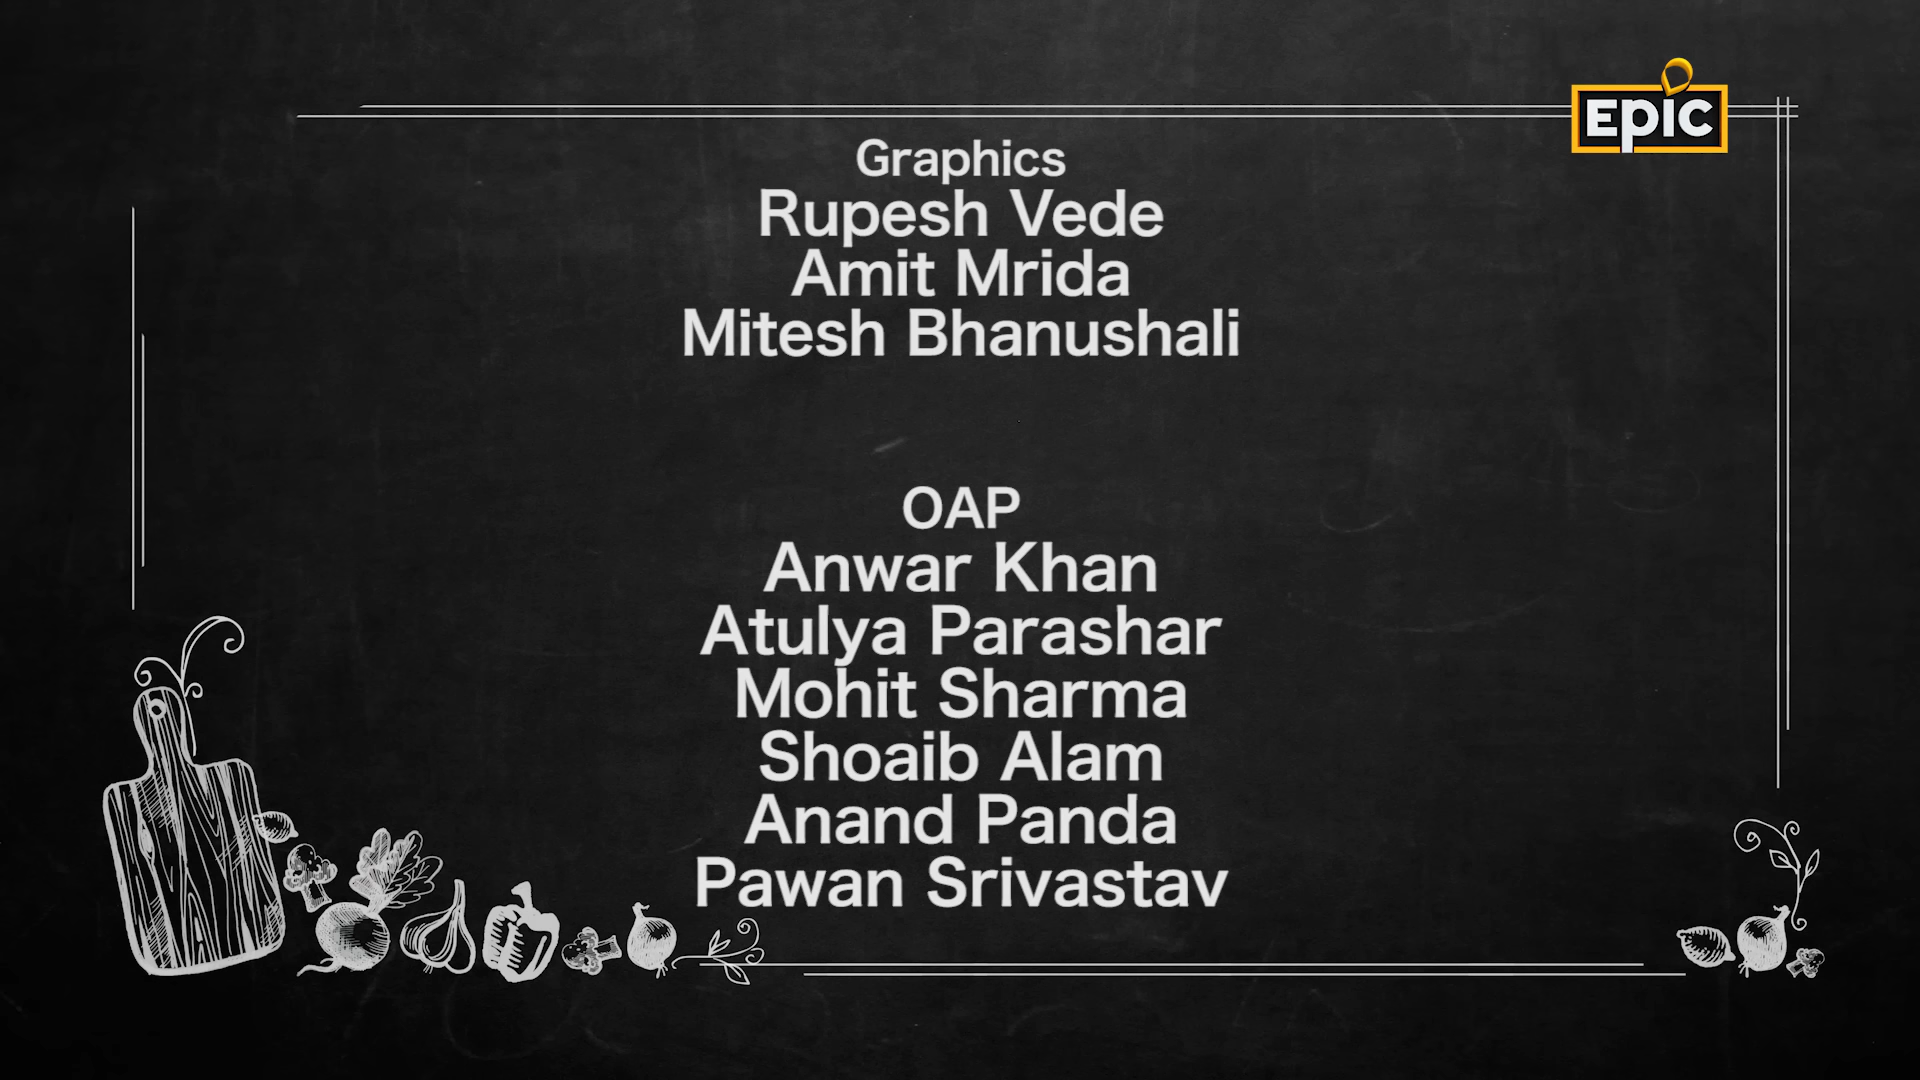 EPIC
Graphics
Rupesh Vede
Amit Mrida
Mitesh Bhanushali
OAP
Anwar Khan
Atulya Parashar
Mohit Sharma
Shoaib Alam
Anand Panda
Pawan Srivastav